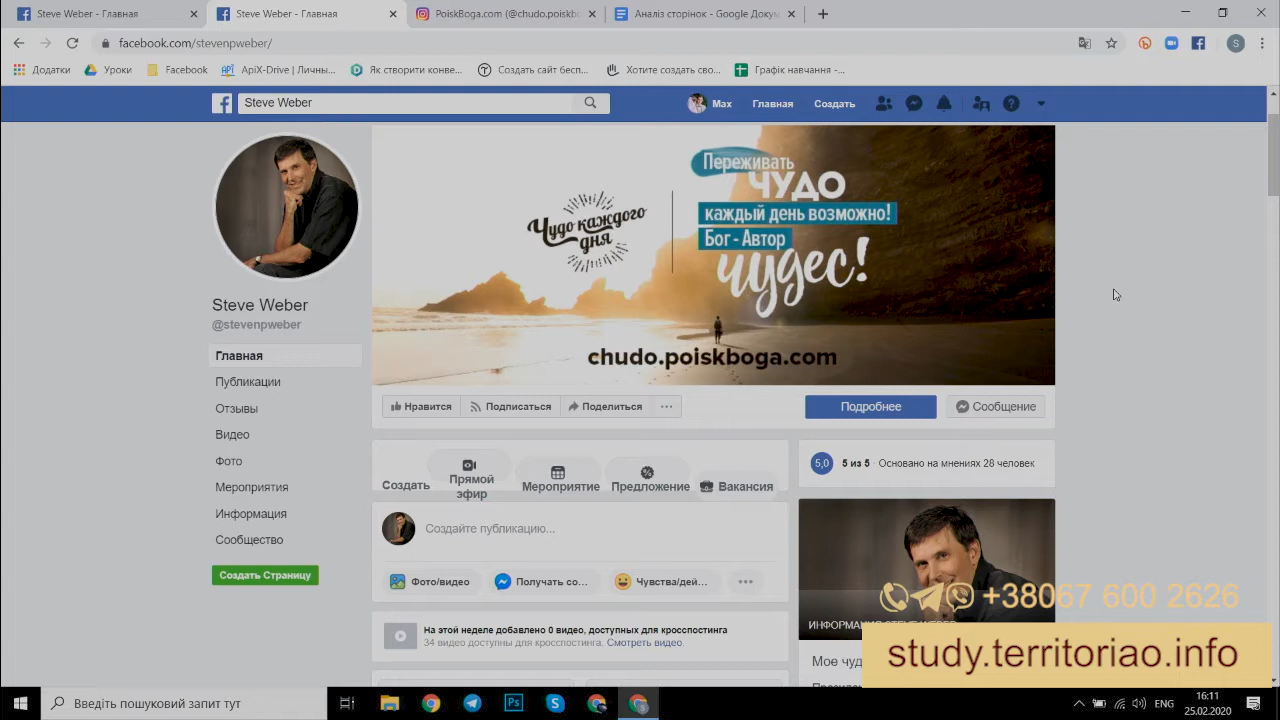 Steve Weber - Главная
Steve Weber - Главная
PoiskBoga.com (@chudo.poiskbo
Аналіз сторінок - Google Докум
facebook.com/stevenpweber/
S
Додатки
Уроки
Facebook
ApiX-Drive | Личны...
Як створити конве...
Создать сайт бесп...
Хотите создать сво...
Графік навчання -...
Steve Weber
Max
Главная
Создать
Переживать
ЧУДО
каждый день возможно!
Бог - Автор
чудес!
Чудо каждого
дня
chudo.poiskboga.com
Steve Weber
@stevenpweber
Главная
Публикации
Отзывы
Видео
Фото
Мероприятия
Информация
Сообщество
Создать Страницу
Нравится
Подписаться
Поделиться
Подробнее
Сообщение
Создать
Прямой
эфир
Мероприятие
Предложение
Вакансия
5,0
5 из 5 Основано на мнениях 28 человек
Создайте публикацию...
Фото/видео
Получать со...
Чувства/дей...
На этой неделе добавлено 0 видео, доступных для кросспостинга
34 видео доступны для кросспостинга. Смотреть видео.
ИНФОРМАЦИЯ STEVE WEBER
Мое чуд
+38067 600 2626
study.territoriao.info
Введіть пошуковий запит тут
ENG
16:11
25.02.2020